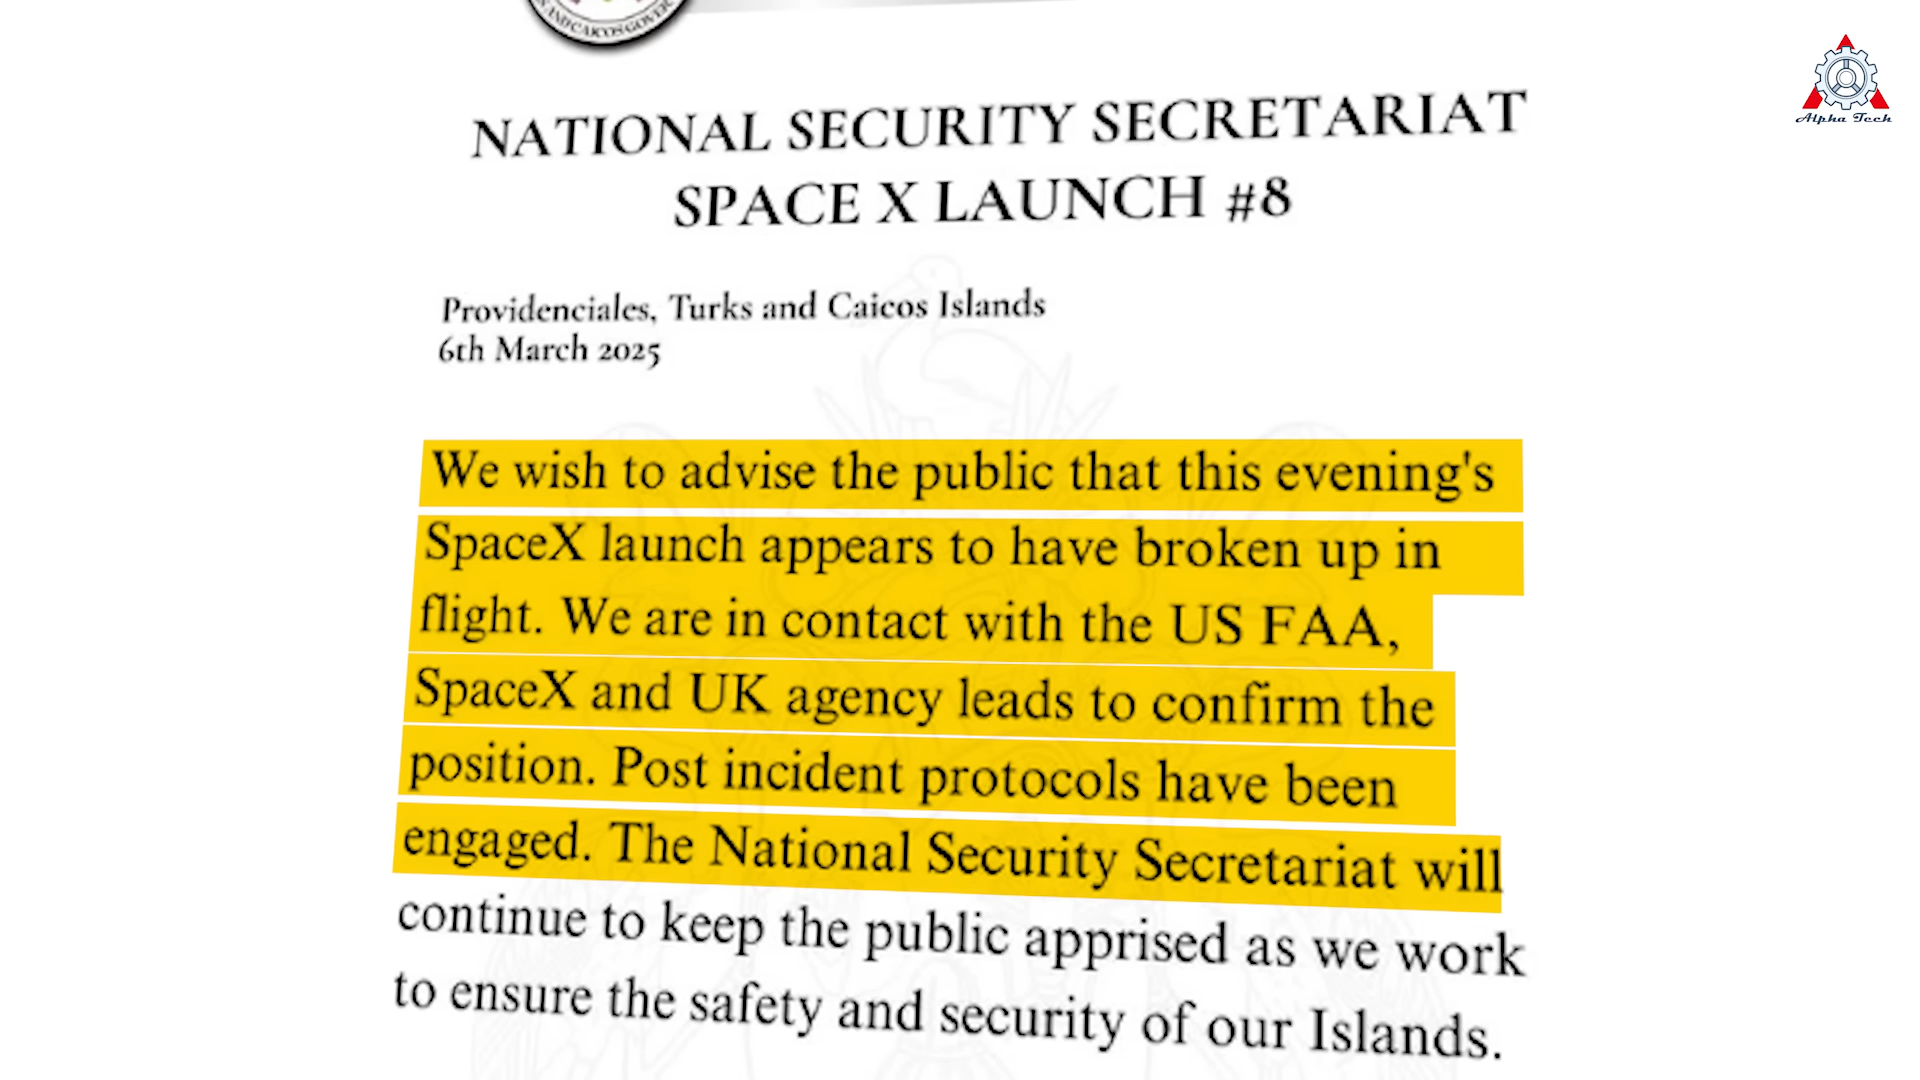 AND CAICOS GOVER
Alpha Tech
NATIONAL SECURITY SECRETARIAT
SPACE X LAUNCH #8
Providenciales, Turks and Caicos Islands
6th March 2025
We wish to advise the public that this evening's
SpaceX launch appears to have broken up in
flight. We are in contact with the US FAA,
SpaceX and UK agency leads to confirm the
position. Post incident protocols have been
engaged. The National Security Secretariat will
continue to keep the public apprised as we work
to ensure the safety and security of our Islands.